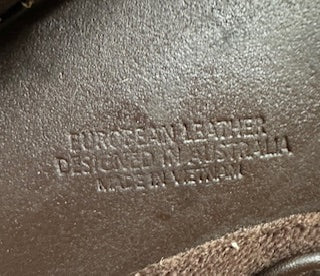 EUROPEAN LEATHER
DESIGNED IN AUSTRALIA
MADE IN VIETNAM